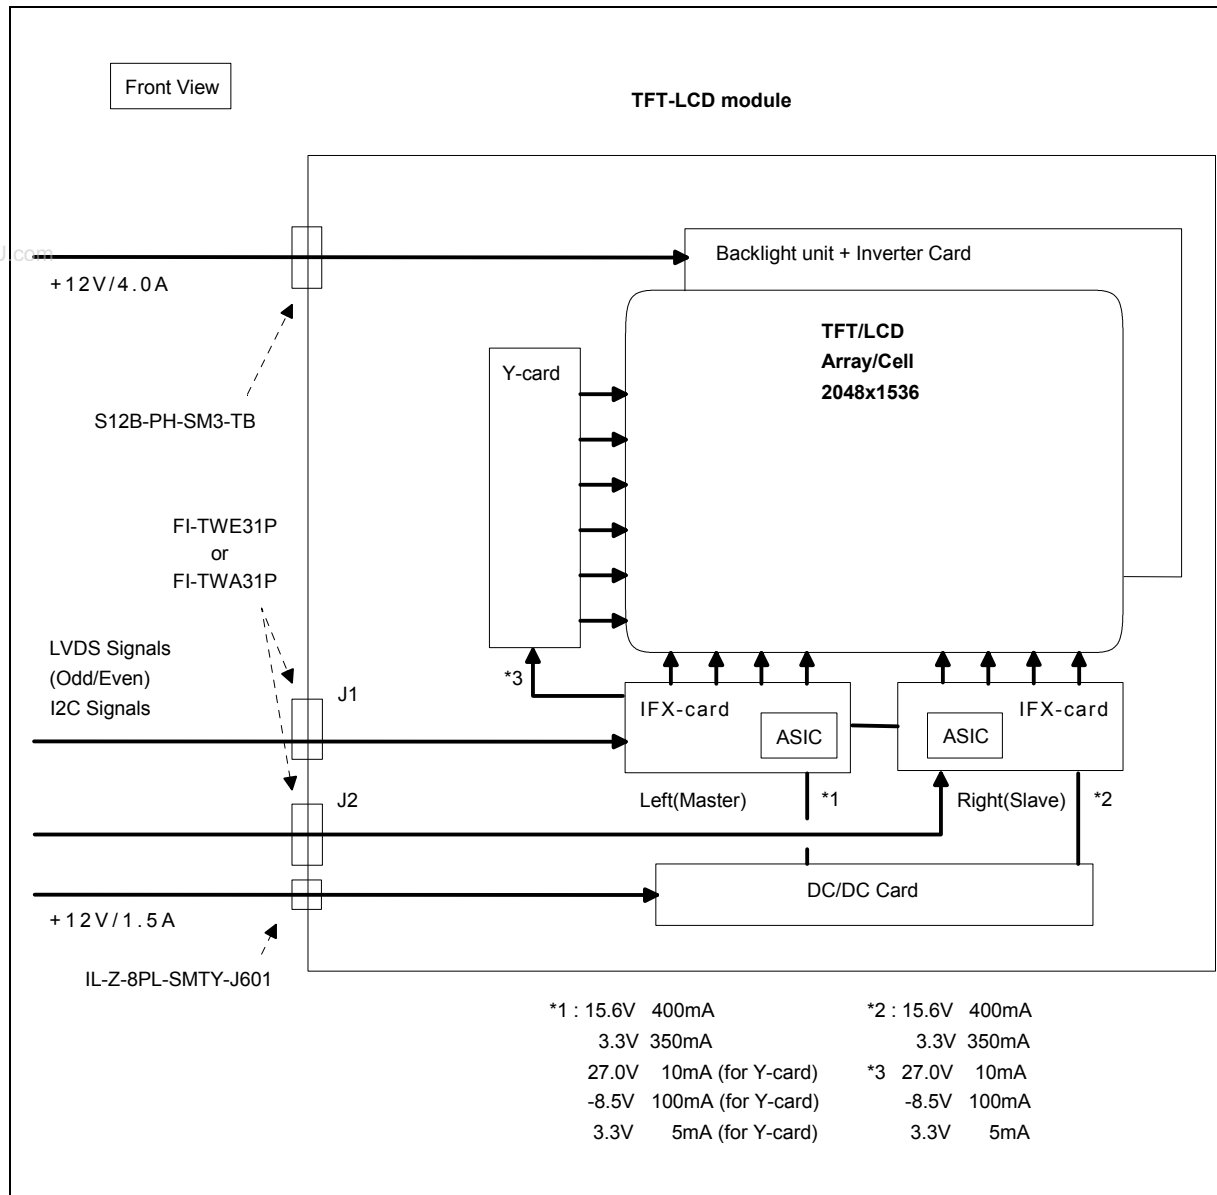 Front View
TFT-LCD module
J.com
+12V/4.0A
Backlight unit + Inverter Card
TFT/LCD
Array/Cell
2048x1536
Y-card
S12B-PH-SM3-TB
FI-TWE31P
or
FI-TWA31P
LVDS Signals
(Odd/Even)
I2C Signals
J1
*3
IFX-card
ASIC
IFX-card
ASIC
J2
Left(Master)
*1
Right(Slave)
*2
DC/DC Card
+12V/1.5A
IL-Z-8PL-SMTY-J601
*1 : 15.6V 400mA
3.3V 350mA
27.0V 10mA (for Y-card)
-8.5V 100mA (for Y-card)
3.3V 5mA (for Y-card)
*2 : 15.6V 400mA
3.3V 350mA
*3 27.0V 10mA
-8.5V 100mA
3.3V 5mA